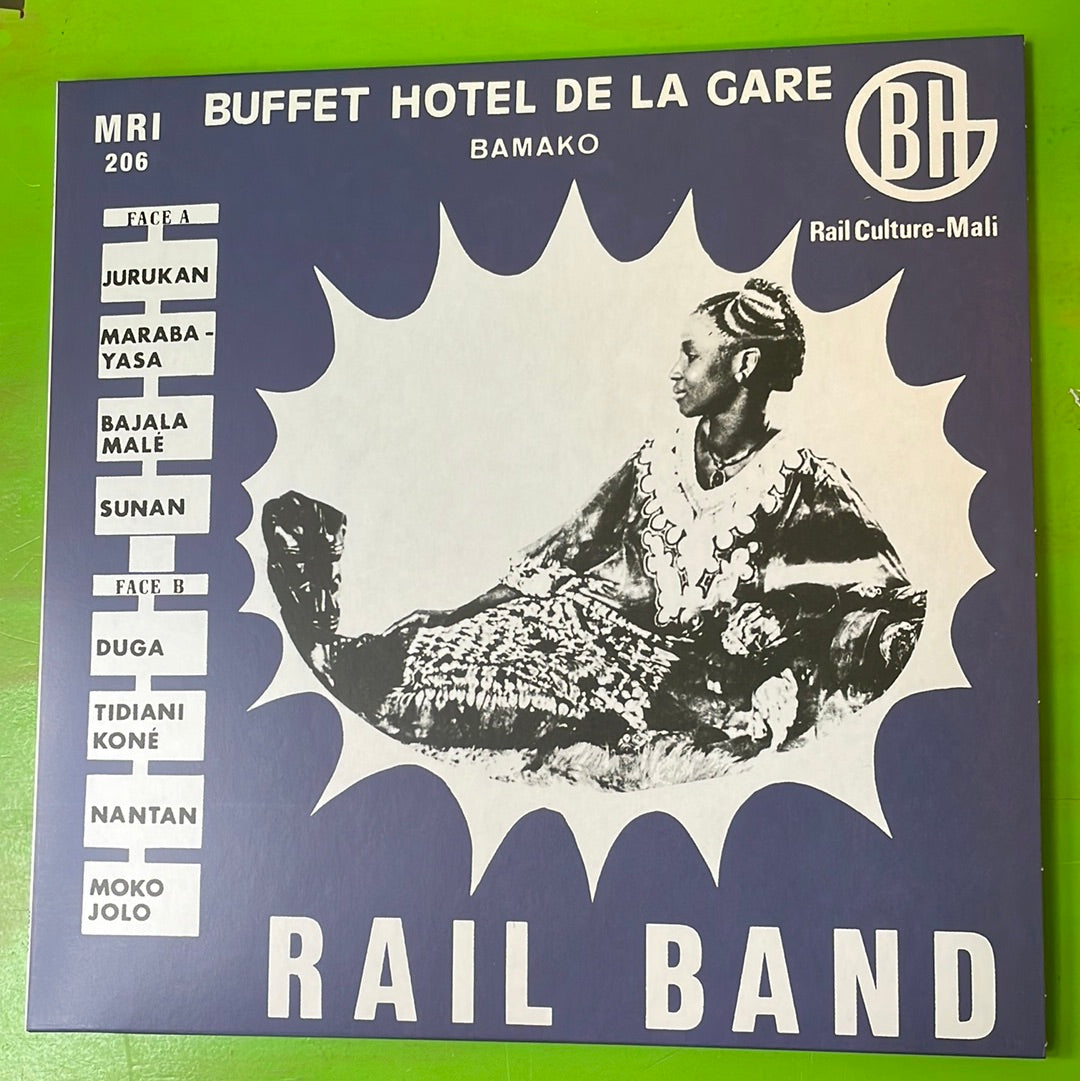 MRI
206
BUFFET HOTEL DE LA GARE
BAMAKO
BHG
Rail Culture-Mali
FACE A
JURUKAN
MARABA-
YASA
BAJALA
MALÉ
SUNAN
FACE B
DUGA
TIDIANI
KONÉ
NANTAN
MOKO
JOLO
RAIL BAND